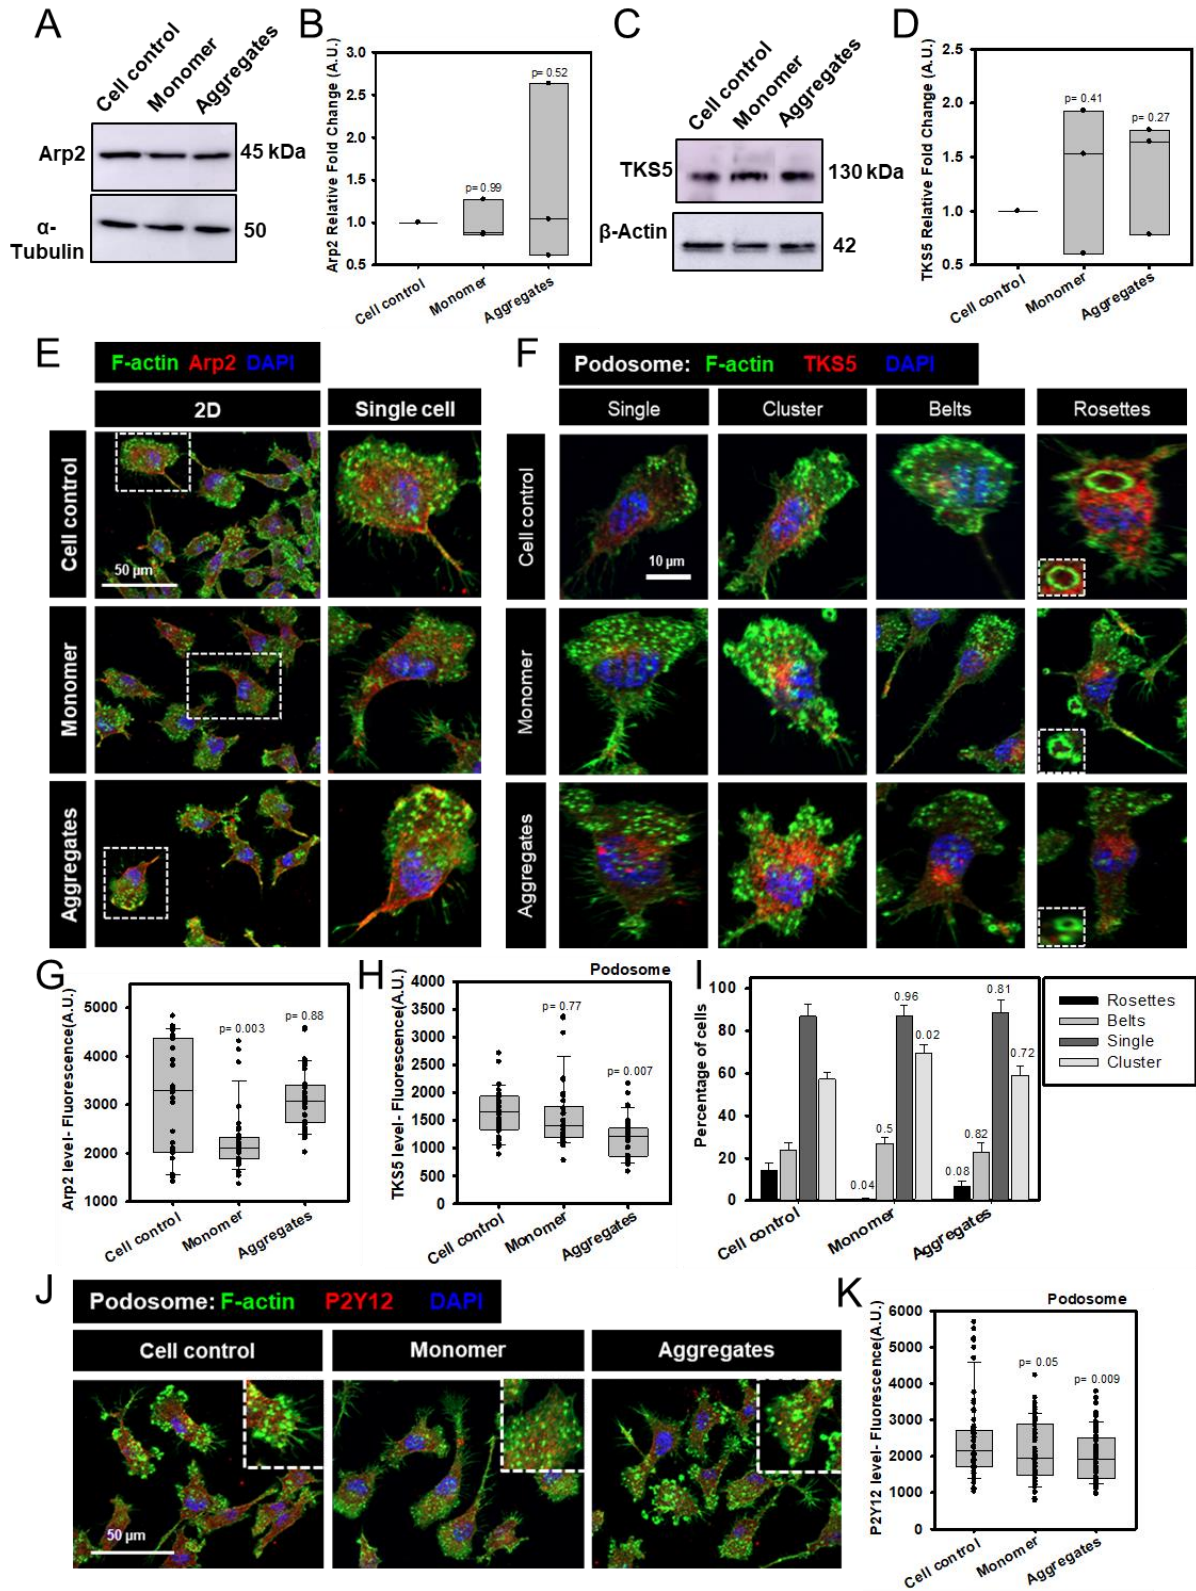 A
Cell control
Monomer
Aggregates
Arp2
45 kDa
α-
Tubulin
50
B
Arp2 Relative Fold Change (A.U.)
3.0
2.5
2.0
1.5
1.0
0.5
p= 0.99
p= 0.52
Cell control
Monomer
Aggregates
C
Cell control
Monomer
Aggregates
TKS5
130 kDa
β-Actin
42
D
TKS5 Relative Fold Change (A.U.)
2.5
2.0
1.5
1.0
0.5
p= 0.41
p= 0.27
Cell control
Monomer
Aggregates
E
F-actin Arp2 DAPI
2D
Single cell
Cell control
50 µm
Monomer
Aggregates
F
Podosome: F-actin TKS5 DAPI
Single
Cluster
Belts
Rosettes
Cell control
10 µm
Monomer
Aggregates
G
Arp2 level- Fluorescence(A.U.)
5000
4000
3000
2000
1000
p= 0.003
p= 0.88
Cell control
Monomer
Aggregates
H
Podosome
TKS5 level- Fluorescence(A.U.)
4000
3500
3000
2500
2000
1500
1000
500
0
p= 0.77
p= 0.007
Cell control
Monomer
Aggregates
I
Percentage of cells
100
80
60
40
20
0
0.04
0.5
0.96
0.02
0.08
0.82
0.81
0.72
Cell control
Monomer
Aggregates
Rosettes
Belts
Single
Cluster
J
Podosome: F-actin P2Y12 DAPI
Cell control
Monomer
Aggregates
50 µm
K
Podosome
P2Y12 level- Fluorescence(A.U.)
6000
5000
4000
3000
2000
1000
0
p= 0.05
p= 0.009
Cell control
Monomer
Aggregates